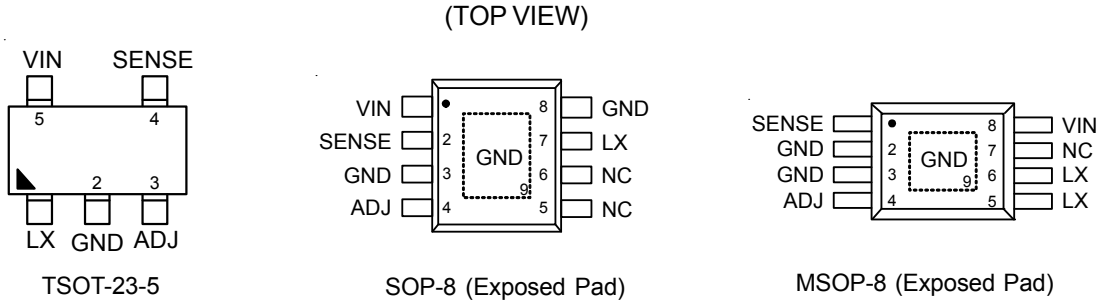 (TOP VIEW)
VIN SENSE
5 4
2 3
LX GND ADJ
TSOT-23-5
VIN 8 GND
SENSE 2 7 LX
GND 3 GND 6 NC
ADJ 4 9 5 NC
SOP-8 (Exposed Pad)
SENSE 8 VIN
GND 2 GND 7 NC
GND 3 9 6 LX
ADJ 4 5 LX
MSOP-8 (Exposed Pad)